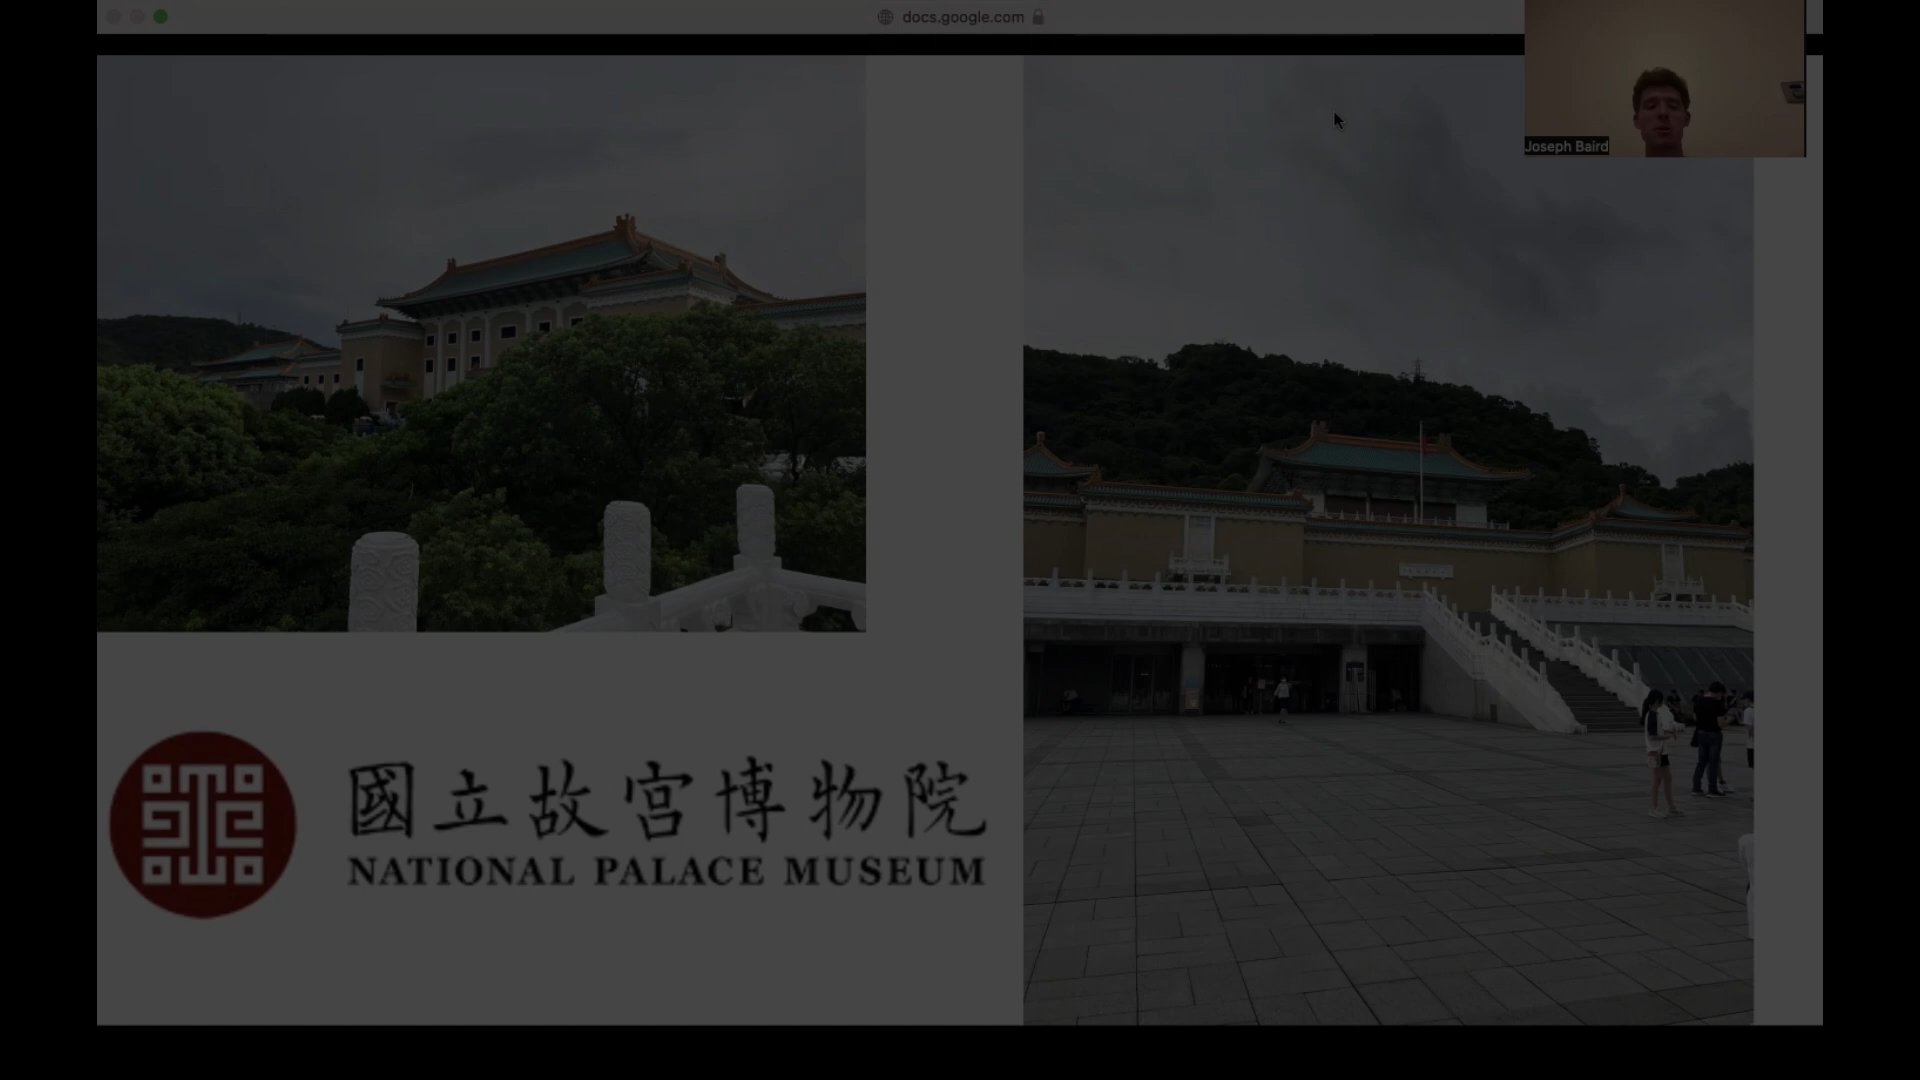 docs.google.com
Joseph Baird
國立故宮博物院
NATIONAL PALACE MUSEUM